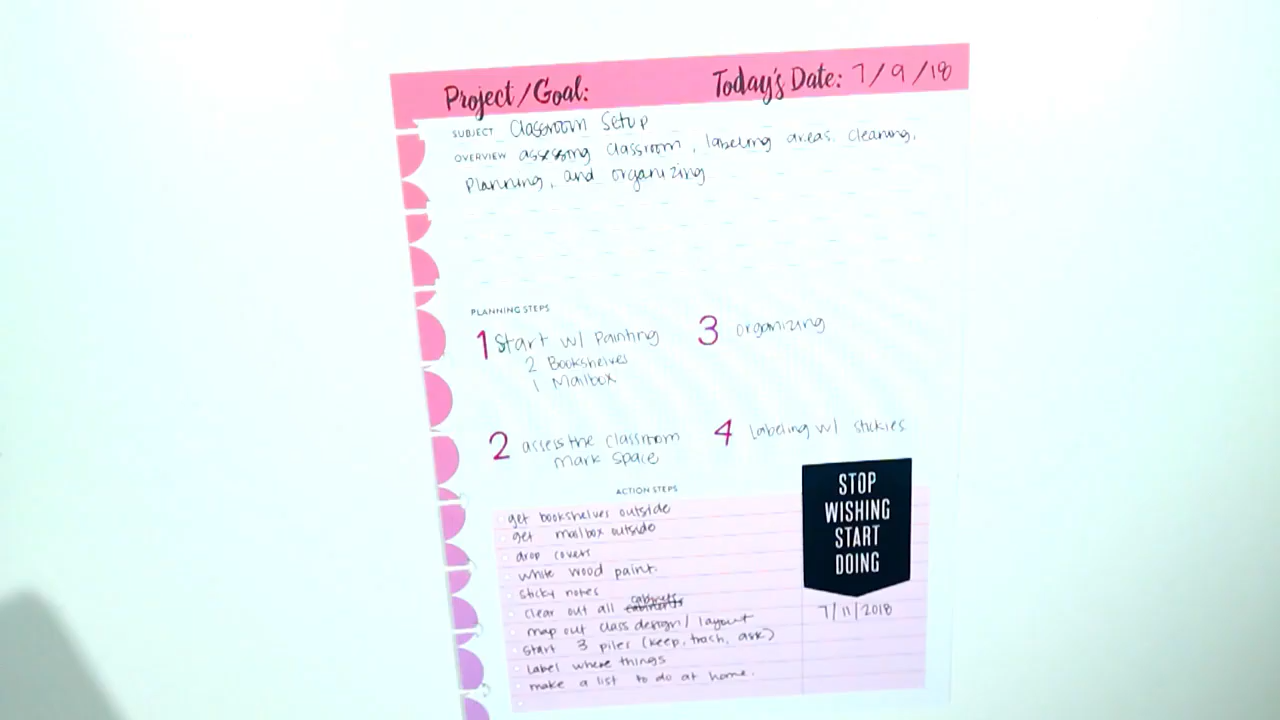 Project/Goal: Today's Date: 7/9/18
SUBJECT Classroom Setup
OVERVIEW assessing classroom, labeling areas, cleaning,
planning, and organizing
PLANNING STEPS
1 Start w/ Painting
2 Bookshelves
1 Mailbox
3 organizing
2 assess the classroom
mark space
4 Labeling w/ stickies
ACTION STEPS
get bookshelves outside
get mailbox outside
drop covers
white wood paint.
sticky notes
clear out all cabinets
map out class design/layout
start 3 piles (keep, trash, ask)
Label where things
make a list to do at home.
STOP
WISHING
START
DOING
7/11/2018